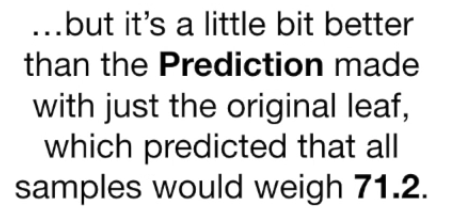 ...but it’s a little bit better
than the Prediction made
with just the original leaf,
which predicted that all
samples would weigh 71.2.